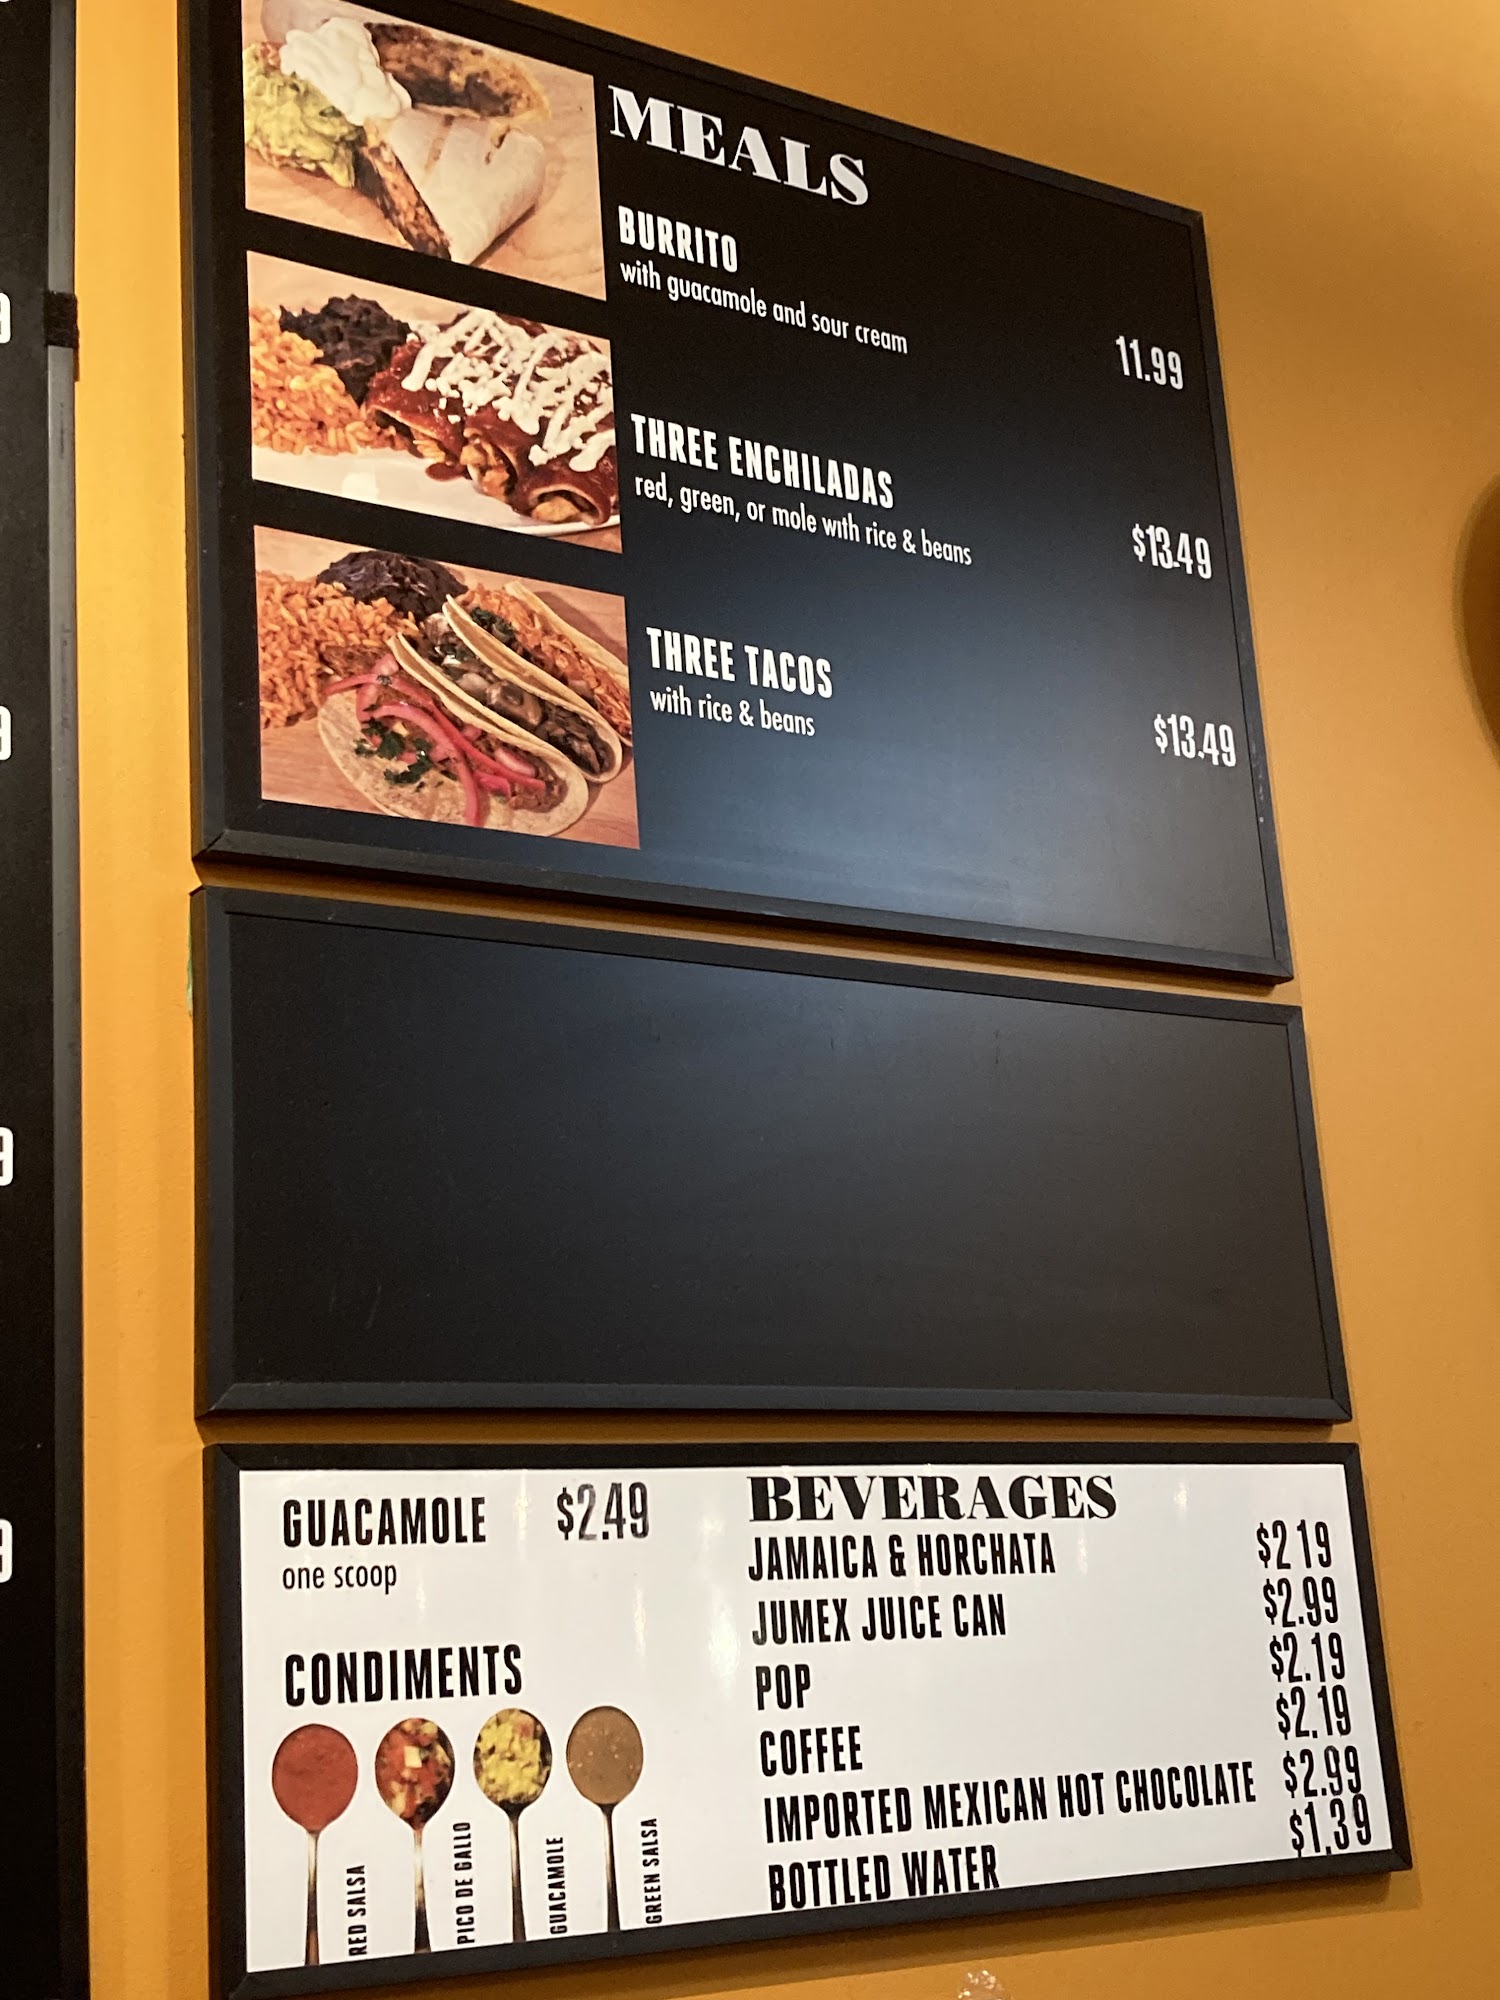 MEALS
BURRITO
with guacamole and sour cream
11.99
THREE ENCHILADAS
red, green, or mole with rice & beans
$13.49
THREE TACOS
with rice & beans
$13.49
GUACAMOLE $2.49
one scoop
CONDIMENTS
RED SALSA
PICO DE GALLO
GUACAMOLE
GREEN SALSA
BEVERAGES
JAMAICA & HORCHATA $2 19
JUMEX JUICE CAN $2.99
POP $2.19
COFFEE $2.19
IMPORTED MEXICAN HOT CHOCOLATE $2.99
BOTTLED WATER $1.39